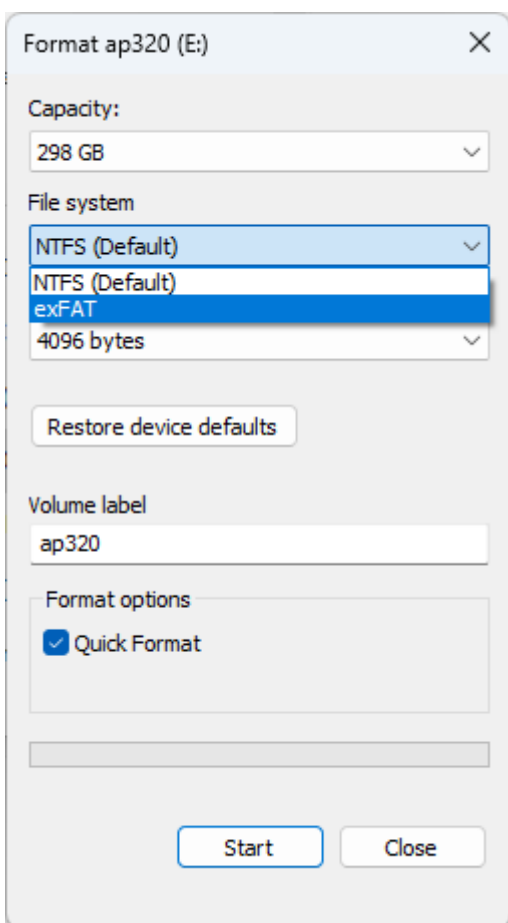 Format ap320 (E:)
Capacity:
298 GB
File system
NTFS (Default)
NTFS (Default)
exFAT
4096 bytes
Restore device defaults
Volume label
ap320
Format options
Quick Format
Start
Close